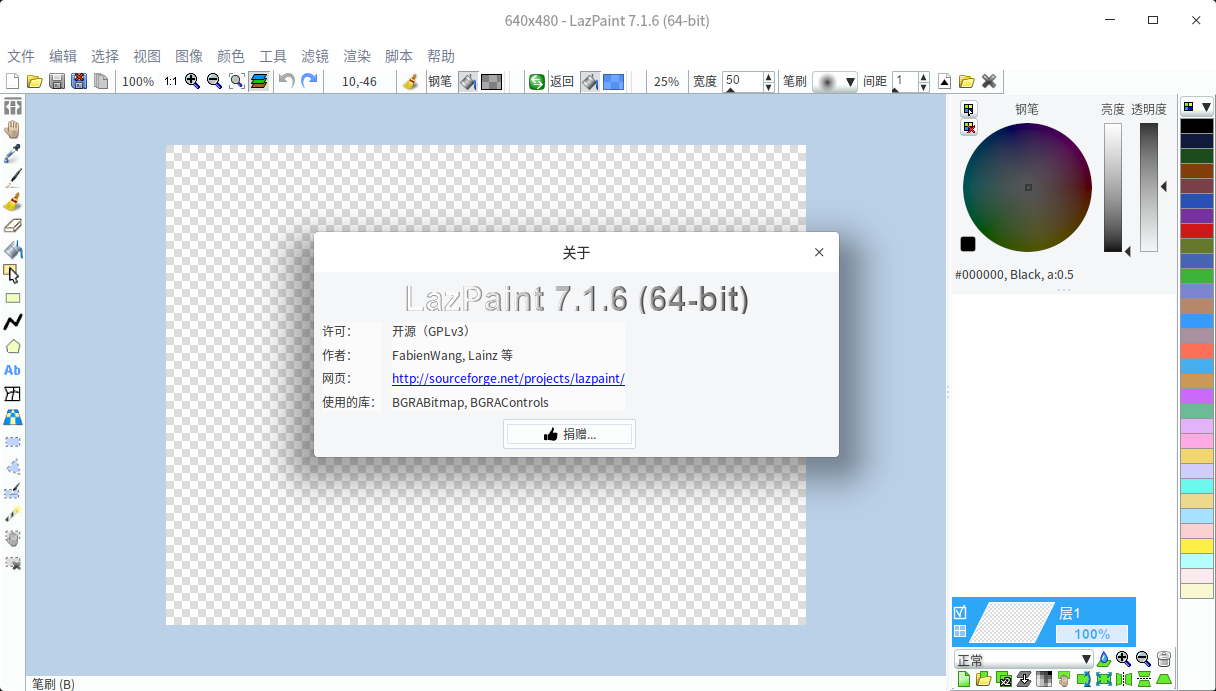 640x480 - LazPaint 7.1.6 (64-bit)
文件 编辑 选择 视图 图像 颜色 工具 滤镜 渲染 脚本 帮助
100% 1:1 10,-46 钢笔 返回 25% 宽度 50 笔刷 间距 1
钢笔 亮度 透明度
#000000, Black, a:0.5
关于
LazPaint 7.1.6 (64-bit)
许可: 开源（GPLv3）
作者: FabienWang, Lainz 等
网页: http://sourceforge.net/projects/lazpaint/
使用的库: BGRABitmap, BGRAControls
捐赠...
Ab
层1
100%
正常
x2
笔刷 (B)